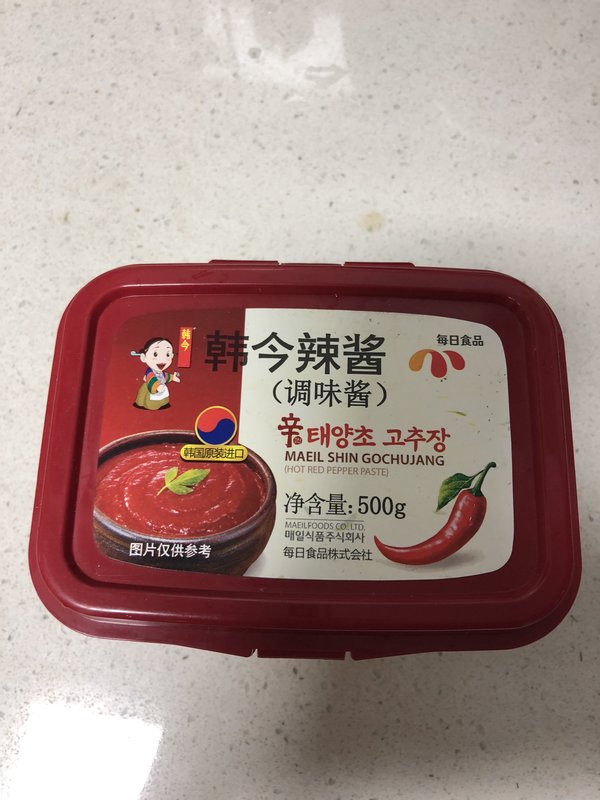 韩今
韩今辣酱
(调味酱)
每日食品
辛 태양초 고추장
MAEIL SHIN GOCHUJANG
(HOT RED PEPPER PASTE)
韩国原装进口
净含量: 500g
MAEILFOODS CO., LTD.
매일식품주식회사
每日食品株式会社
图片仅供参考